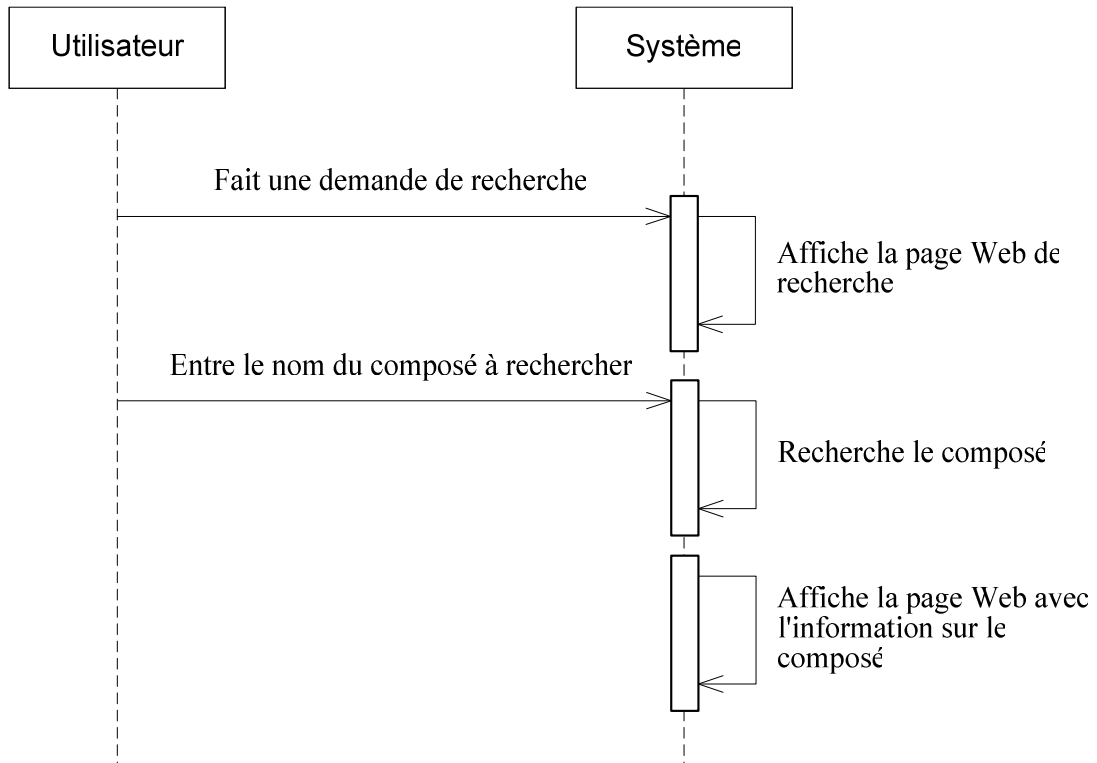 Utilisateur
Système
Fait une demande de recherche
Affiche la page Web de
recherche
Entre le nom du composé à rechercher
Recherche le composé
Affiche la page Web avec
l'information sur le
composé